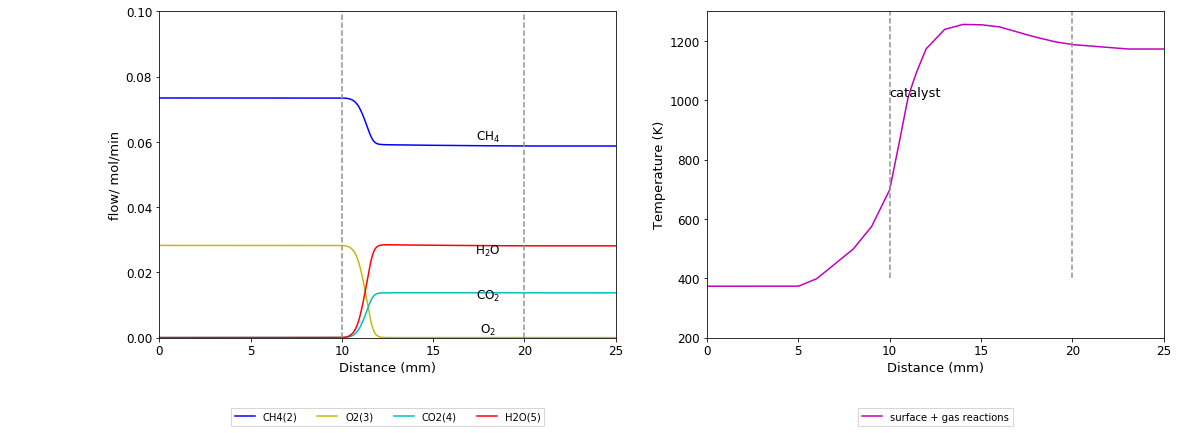 0.10
0.08
0.06
0.04
0.02
0.00
flow/ mol/min
CH4
H2O
CO2
O2
0 5 10 15 20 25
Distance (mm)
CH4(2) O2(3) CO2(4) H2O(5)
1200
1000
800
600
400
200
Temperature (K)
catalyst
0 5 10 15 20 25
Distance (mm)
surface + gas reactions